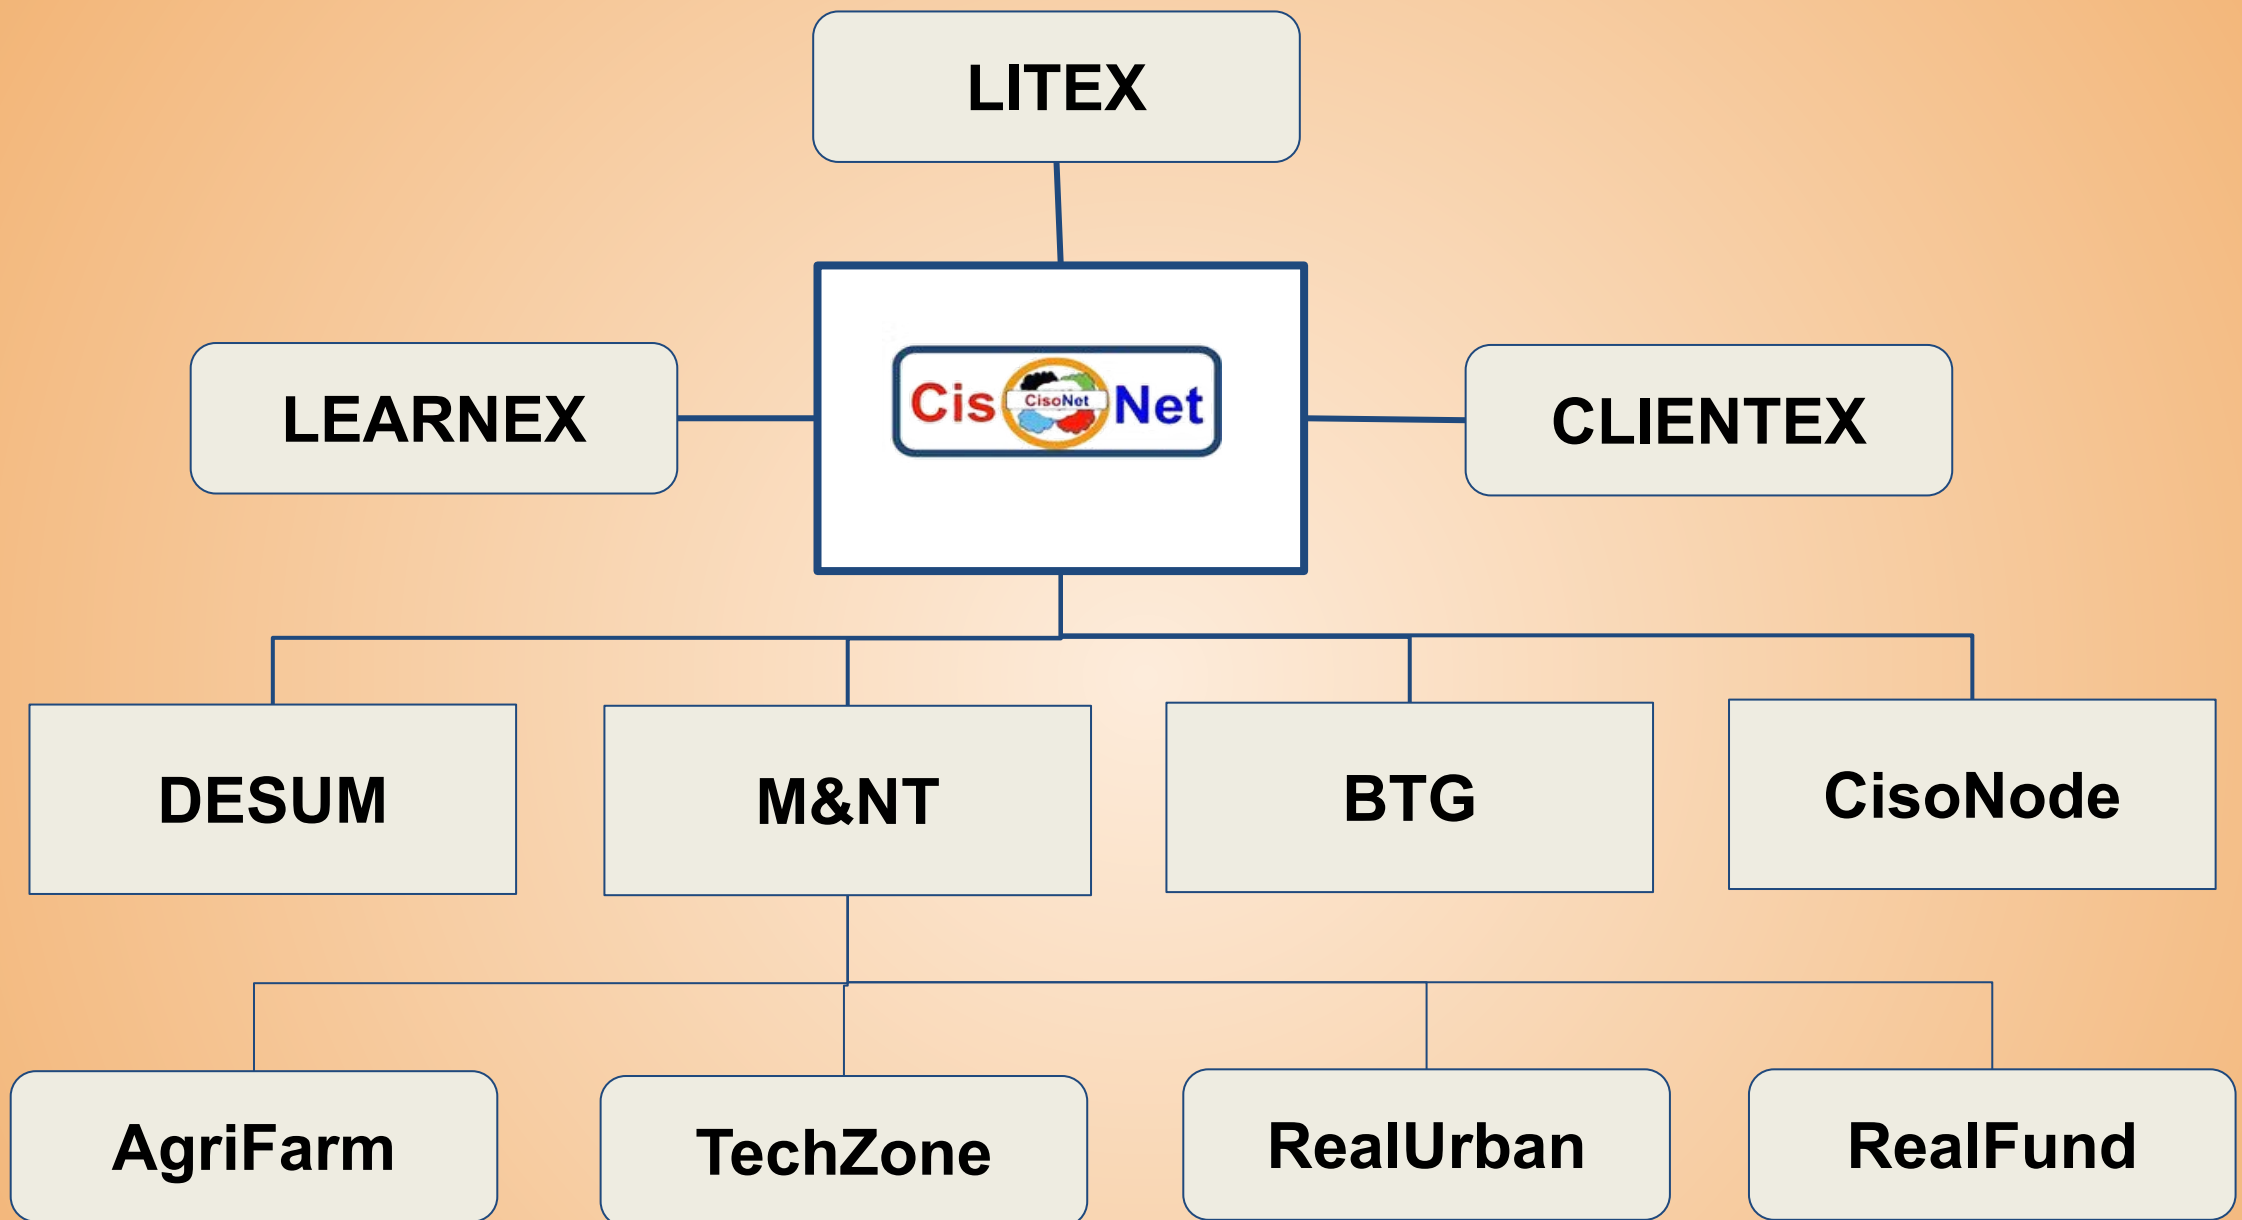 LITEX
LEARNEX
Cis CisoNet Net
CLIENTEX
DESUM
M&NT
BTG
CisoNode
AgriFarm
TechZone
RealUrban
RealFund